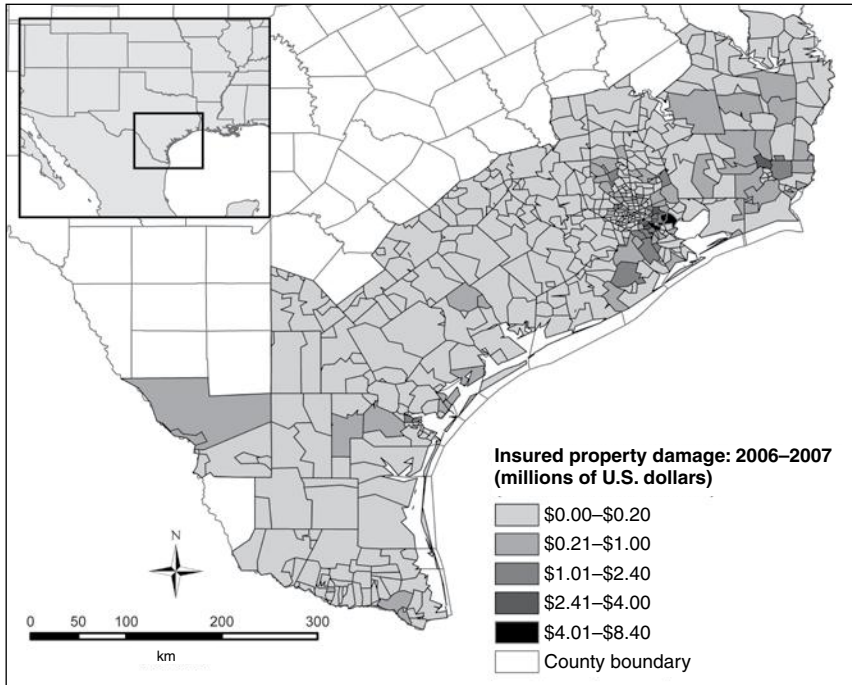 N
0 50 100 200 300
km
Insured property damage: 2006–2007
(millions of U.S. dollars)
$0.00–$0.20
$0.21–$1.00
$1.01–$2.40
$2.41–$4.00
$4.01–$8.40
County boundary